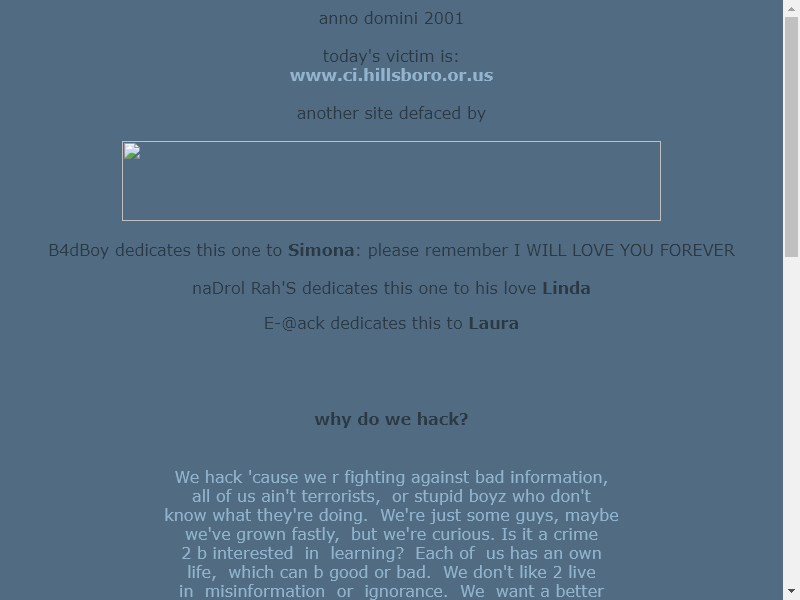 anno domini 2001
today's victim is:
www.ci.hillsboro.or.us
another site defaced by
B4dBoy dedicates this one to Simona: please remember I WILL LOVE YOU FOREVER
naDrol Rah'S dedicates this one to his love Linda
E-@ack dedicates this to Laura
why do we hack?
We hack 'cause we r fighting against bad information,
all of us ain't terrorists, or stupid boyz who don't
know what they're doing. We're just some guys, maybe
we've grown fastly, but we're curious. Is it a crime
2 b interested in learning? Each of us has an own
life, which can b good or bad. We don't like 2 live
in misinformation or ignorance. We want a better